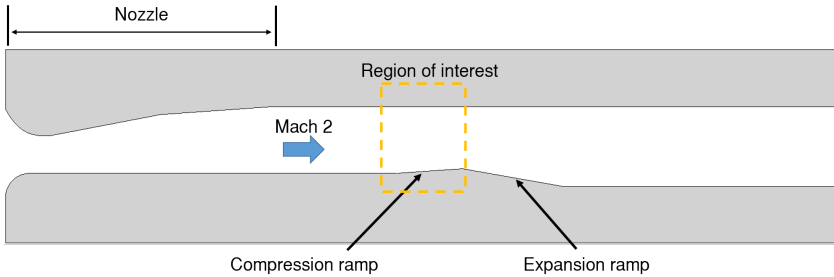 Nozzle
Region of interest
Mach 2
Compression ramp
Expansion ramp